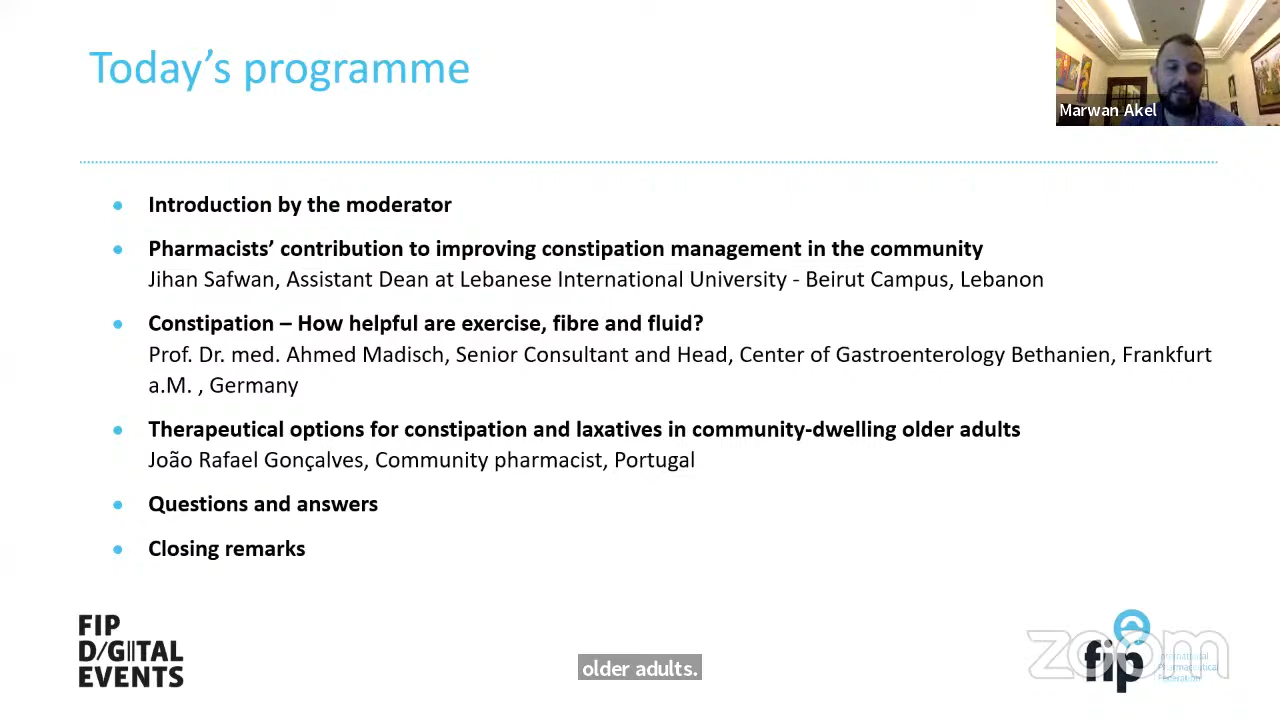 Today's programme
Marwan Akel
Introduction by the moderator
Pharmacists' contribution to improving constipation management in the community
Jihan Safwan, Assistant Dean at Lebanese International University - Beirut Campus, Lebanon
Constipation – How helpful are exercise, fibre and fluid?
Prof. Dr. med. Ahmed Madisch, Senior Consultant and Head, Center of Gastroenterology Bethanien, Frankfurt
a.M. , Germany
Therapeutical options for constipation and laxatives in community-dwelling older adults
João Rafael Gonçalves, Community pharmacist, Portugal
Questions and answers
Closing remarks
FIP
DIGITAL
EVENTS
older adults.
zoom
fip
International
Pharmaceutical
Federation